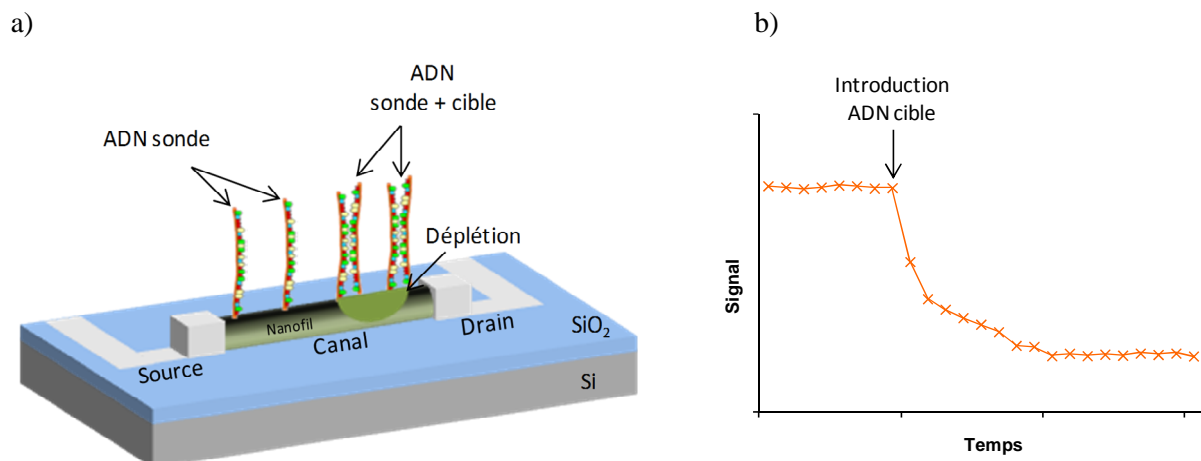 a)
ADN
sonde + cible
ADN sonde
Déplétion
Nanofil
Canal
Drain
Source
SiO2
Si
b)
Introduction
ADN cible
Signal
Temps